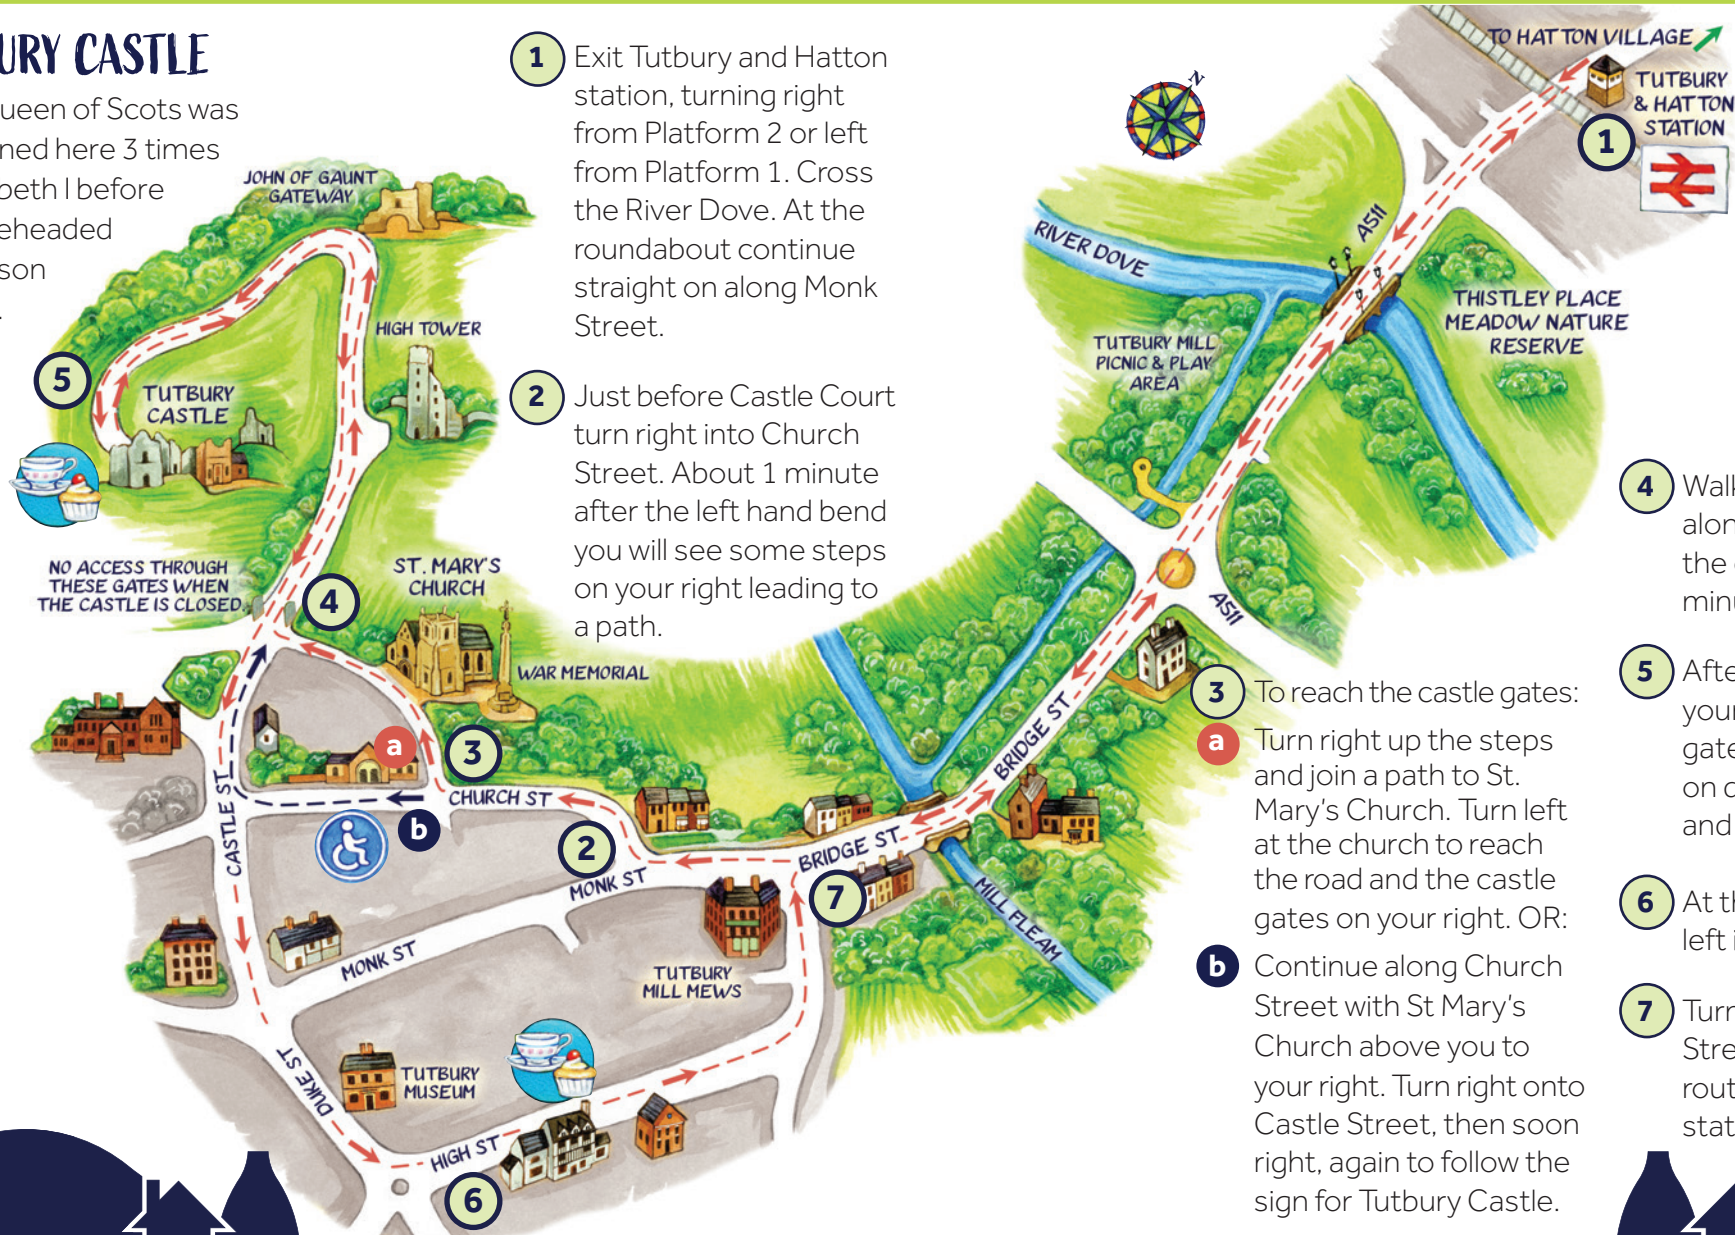 URY CASTLE
ueen of Scots was
ned here 3 times
beth I before
eheaded
son
.
1 Exit Tutbury and Hatton
station, turning right
from Platform 2 or left
from Platform 1. Cross
the River Dove. At the
roundabout continue
straight on along Monk
Street.
2 Just before Castle Court
turn right into Church
Street. About 1 minute
after the left hand bend
you will see some steps
on your right leading to
a path.
3 To reach the castle gates:
a Turn right up the steps
and join a path to St.
Mary's Church. Turn left
at the church to reach
the road and the castle
gates on your right. OR:
b Continue along Church
Street with St Mary's
Church above you to
your right. Turn right onto
Castle Street, then soon
right, again to follow the
sign for Tutbury Castle.
4 Wal
alon
the
minu
5 Afte
your
gate
on
and
6 At th
left i
7 Turn
Stre
rout
stat
N
TO HATTON VILLAGE
TUTBURY
& HATTON
STATION
1
A511
RIVER DOVE
THISTLEY PLACE
MEADOW NATURE
RESERVE
TUTBURY MILL
PICNIC & PLAY
AREA
A511
BRIDGE ST
JOHN OF GAUNT
GATEWAY
HIGH TOWER
5
TUTBURY
CASTLE
NO ACCESS THROUGH
THESE GATES WHEN
THE CASTLE IS CLOSED.
4
ST. MARY'S
CHURCH
WAR MEMORIAL
a
3
CHURCH ST
b
CASTLE ST
2
MONK ST
BRIDGE ST
7
MILL FLEAM
MONK ST
TUTBURY
MILL MEWS
DUKE ST
TUTBURY
MUSEUM
HIGH ST
6